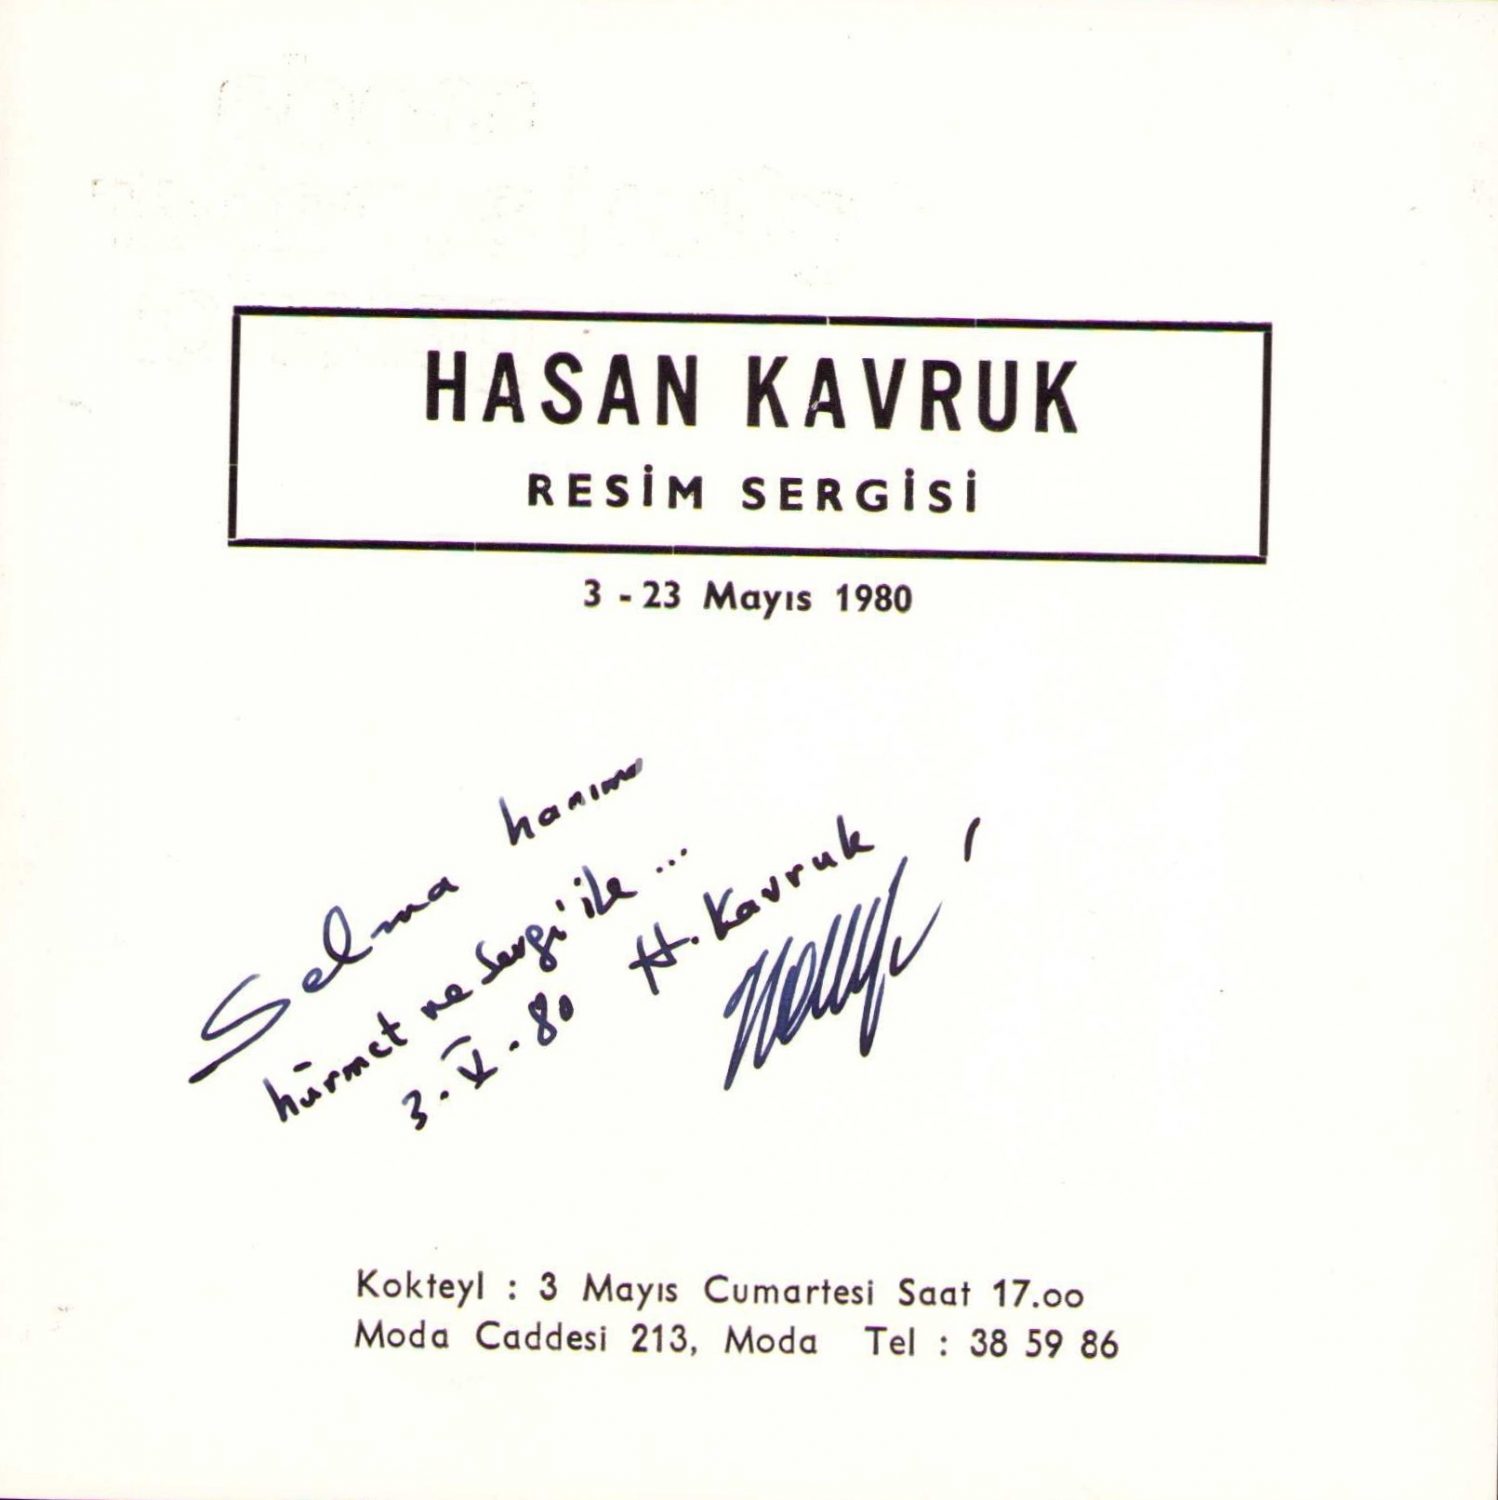 HASAN KAVRUK
RESİM SERGİSİ
3 - 23 Mayıs 1980
Selma hanıma
hürmet ve sevgi'ile ...
3. V. 80 H. Kavruk
Kokteyl : 3 Mayıs Cumartesi Saat 17.oo
Moda Caddesi 213, Moda Tel : 38 59 86